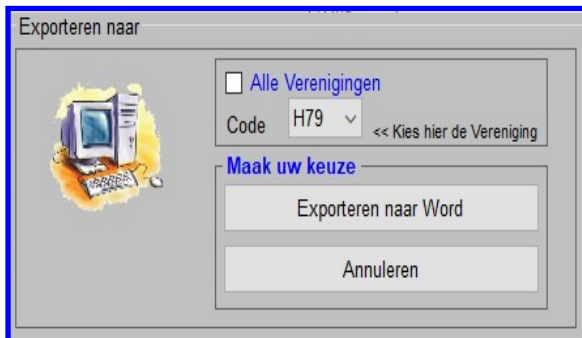 Exporteren naar
Alle Verenigingen
Code H79 << Kies hier de Vereniging
Maak uw keuze
Exporteren naar Word
Annuleren